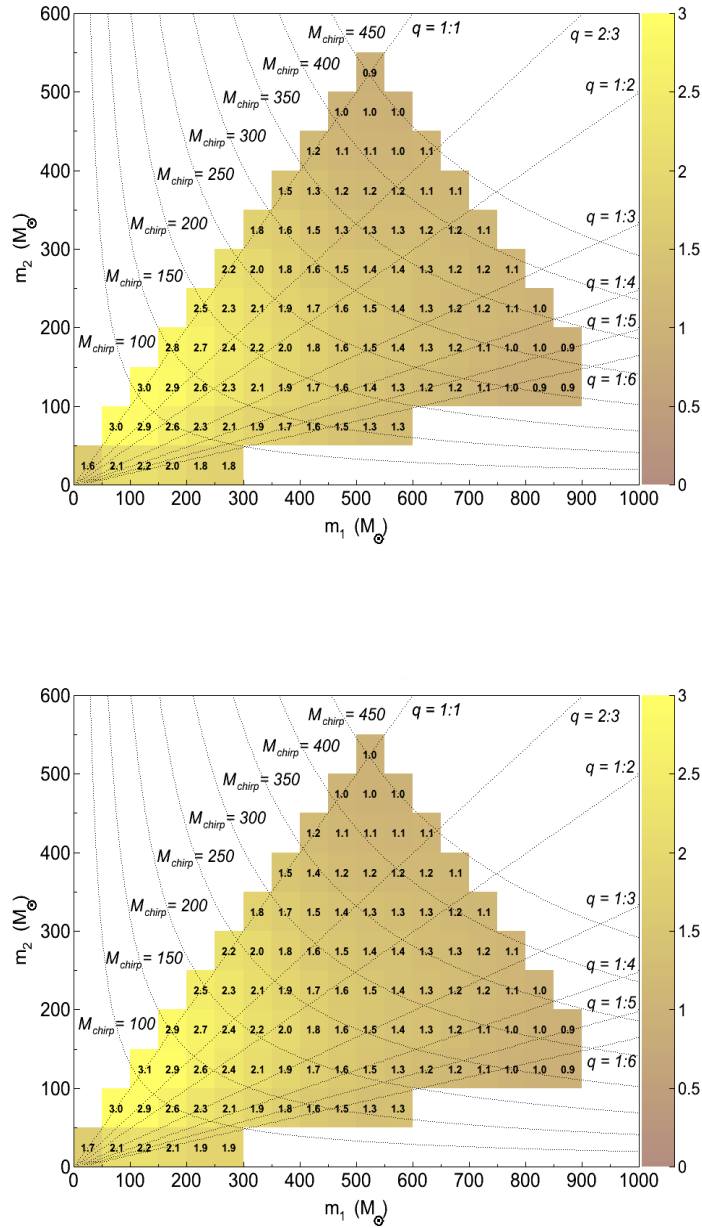 600
M_chirp = 450
q = 1:1
q = 2:3
3
M_chirp = 400
0.9
q = 1:2
500
M_chirp = 350
1.0 1.0 1.0
2.5
M_chirp = 300
1.2 1.1 1.1 1.0 1.1
400
M_chirp = 250
1.5 1.3 1.2 1.2 1.2 1.1 1.1
2
M_chirp = 200
1.8 1.6 1.5 1.3 1.3 1.3 1.2 1.2 1.1
q = 1:3
300
m_2 (M_⊙)
M_chirp = 150
2.2 2.0 1.8 1.6 1.5 1.4 1.4 1.3 1.2 1.2 1.1
q = 1:4
1.5
200
2.5 2.3 2.1 1.9 1.7 1.6 1.5 1.4 1.3 1.2 1.2 1.1 1.0
q = 1:5
1
M_chirp = 100
2.8 2.7 2.4 2.2 2.0 1.8 1.6 1.5 1.4 1.3 1.2 1.1 1.0 1.0 0.9
q = 1:6
3.0 2.9 2.6 2.3 2.1 1.9 1.7 1.6 1.4 1.3 1.2 1.2 1.1 1.0 0.9 0.9
100
0.5
3.0 2.9 2.6 2.3 2.1 1.9 1.7 1.6 1.5 1.3 1.3
1.6 2.1 2.2 2.0 1.8 1.8
0
0
0 100 200 300 400 500 600 700 800 900 1000
m_1 (M_⊙)
600
M_chirp = 450
q = 1:1
q = 2:3
3
M_chirp = 400
1.0
q = 1:2
500
M_chirp = 350
1.0 1.0 1.0
2.5
M_chirp = 300
1.2 1.1 1.1 1.1 1.1
400
M_chirp = 250
1.5 1.4 1.2 1.2 1.2 1.2 1.1
2
M_chirp = 200
1.8 1.7 1.5 1.4 1.3 1.3 1.3 1.2 1.1
q = 1:3
300
m_2 (M_⊙)
M_chirp = 150
2.2 2.0 1.8 1.6 1.5 1.4 1.4 1.3 1.3 1.2 1.1
q = 1:4
1.5
200
2.5 2.3 2.1 1.9 1.7 1.6 1.5 1.4 1.3 1.2 1.2 1.1 1.0
q = 1:5
1
M_chirp = 100
2.9 2.7 2.4 2.2 2.0 1.8 1.6 1.5 1.4 1.3 1.2 1.1 1.0 1.0 0.9
q = 1:6
3.1 2.9 2.6 2.4 2.1 1.9 1.7 1.6 1.5 1.3 1.2 1.2 1.1 1.0 1.0 0.9
100
0.5
3.0 2.9 2.6 2.3 2.1 1.9 1.8 1.6 1.5 1.3 1.3
1.7 2.1 2.2 2.1 1.9 1.9
0
0
0 100 200 300 400 500 600 700 800 900 1000
m_1 (M_⊙)